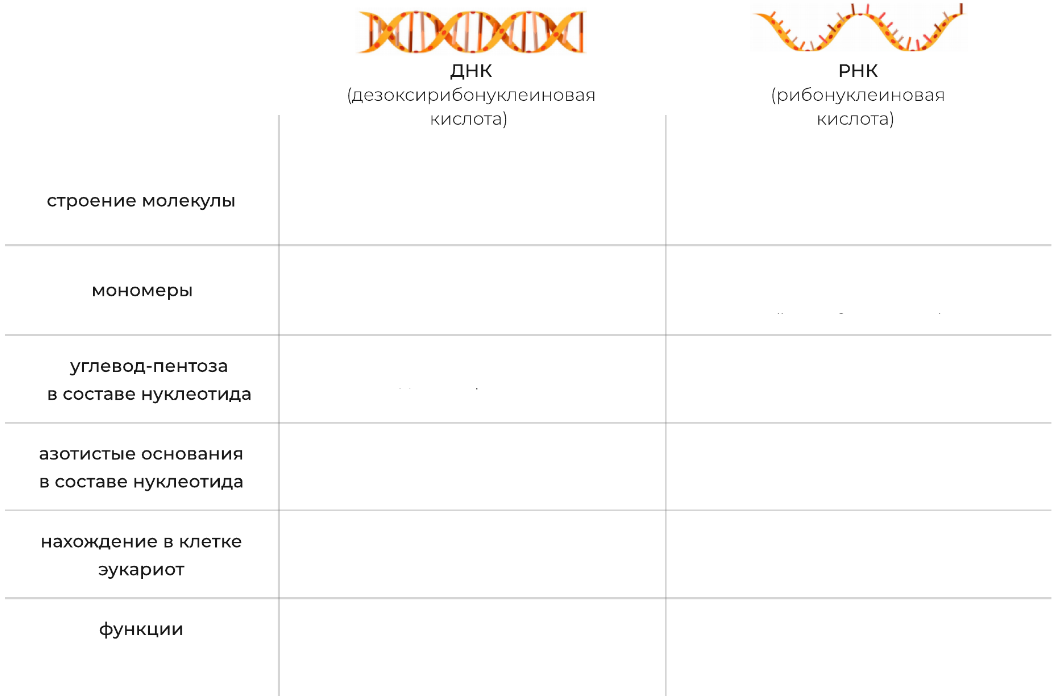 ДНК
(дезоксирибонуклеиновая
кислота)
РНК
(рибонуклеиновая
кислота)
строение молекулы
мономеры
углевод-пентоза
в составе нуклеотида
азотистые основания
в составе нуклеотида
нахождение в клетке
эукариот
функции